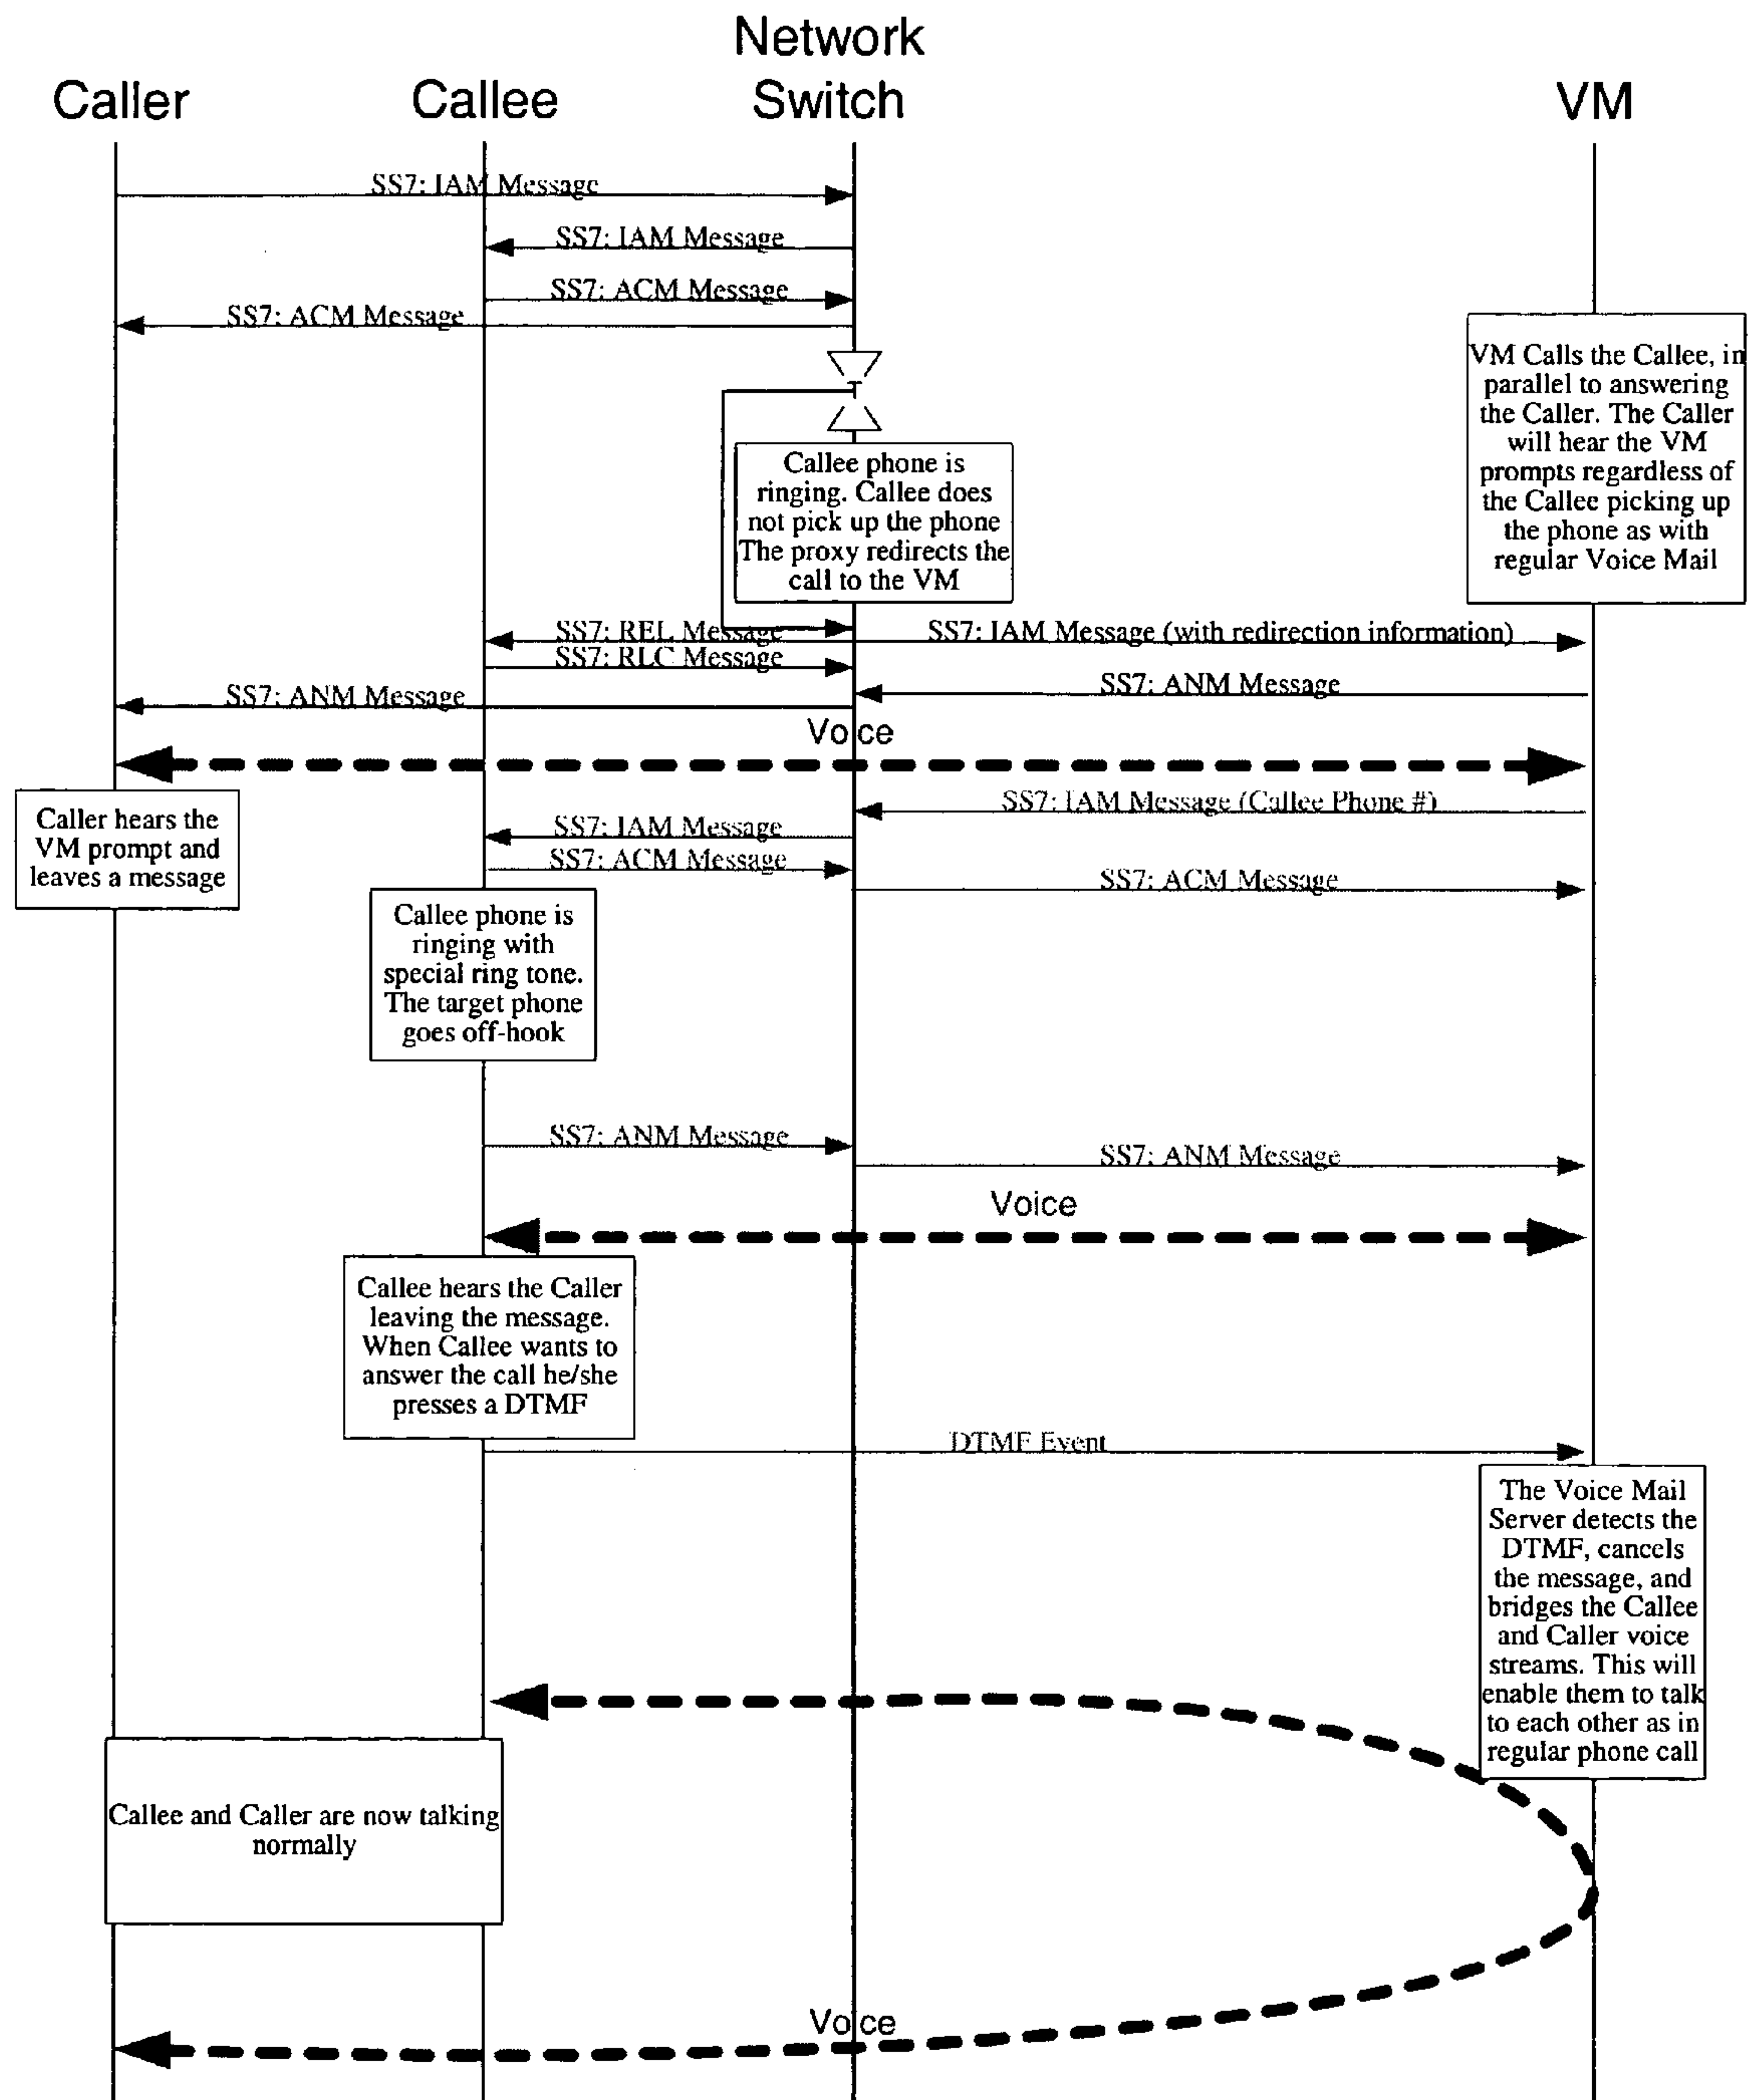 Network
Caller
Callee
Switch
VM
SS7: IAM Message
SS7: IAM Message
SS7: ACM Message
SS7: ACM Message
VM Calls the Callee, in
parallel to answering
the Caller. The Caller
will hear the VM
prompts regardless of
the Callee picking up
the phone as with
regular Voice Mail
Callee phone is
ringing. Callee does
not pick up the phone
The proxy redirects the
call to the VM
SS7: REL Message
SS7: IAM Message (with redirection information)
SS7: RLC Message
SS7: ANM Message
SS7: ANM Message
Voice
SS7: IAM Message (Callee Phone #)
Caller hears the
VM prompt and
leaves a message
SS7: IAM Message
SS7: ACM Message
SS7: ACM Message
Callee phone is
ringing with
special ring tone.
The target phone
goes off-hook
SS7: ANM Message
SS7: ANM Message
Voice
Callee hears the Caller
leaving the message.
When Callee wants to
answer the call he/she
presses a DTMF
DTMF Event
The Voice Mail
Server detects the
DTMF, cancels
the message, and
bridges the Callee
and Caller voice
streams. This will
enable them to talk
to each other as in
regular phone call
Callee and Caller are now talking
normally
Voice